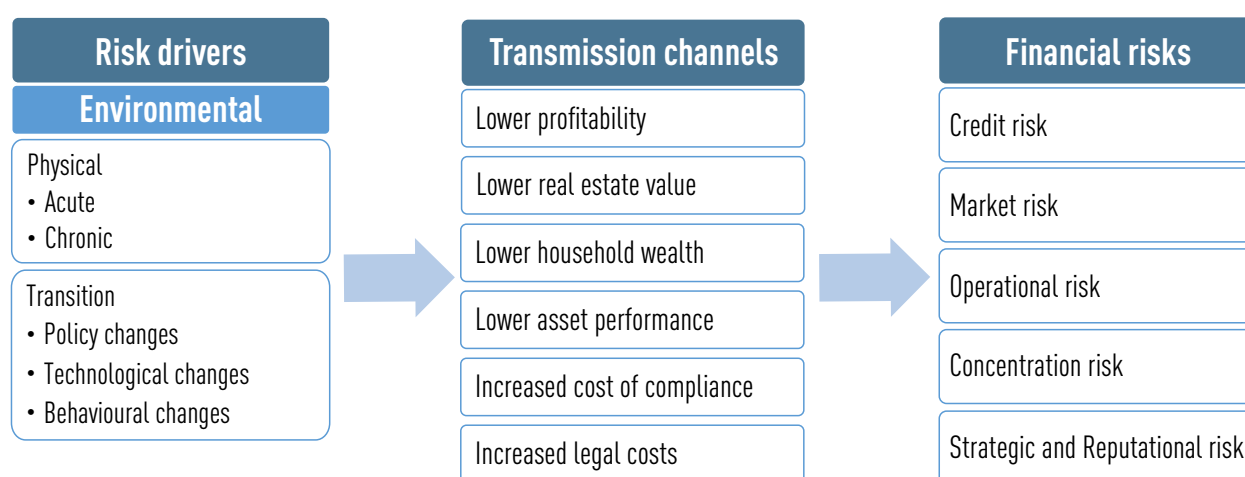 Risk drivers
Environmental
Physical
• Acute
• Chronic
Transition
• Policy changes
• Technological changes
• Behavioural changes
Transmission channels
Lower profitability
Lower real estate value
Lower household wealth
Lower asset performance
Increased cost of compliance
Increased legal costs
Financial risks
Credit risk
Market risk
Operational risk
Concentration risk
Strategic and Reputational risk